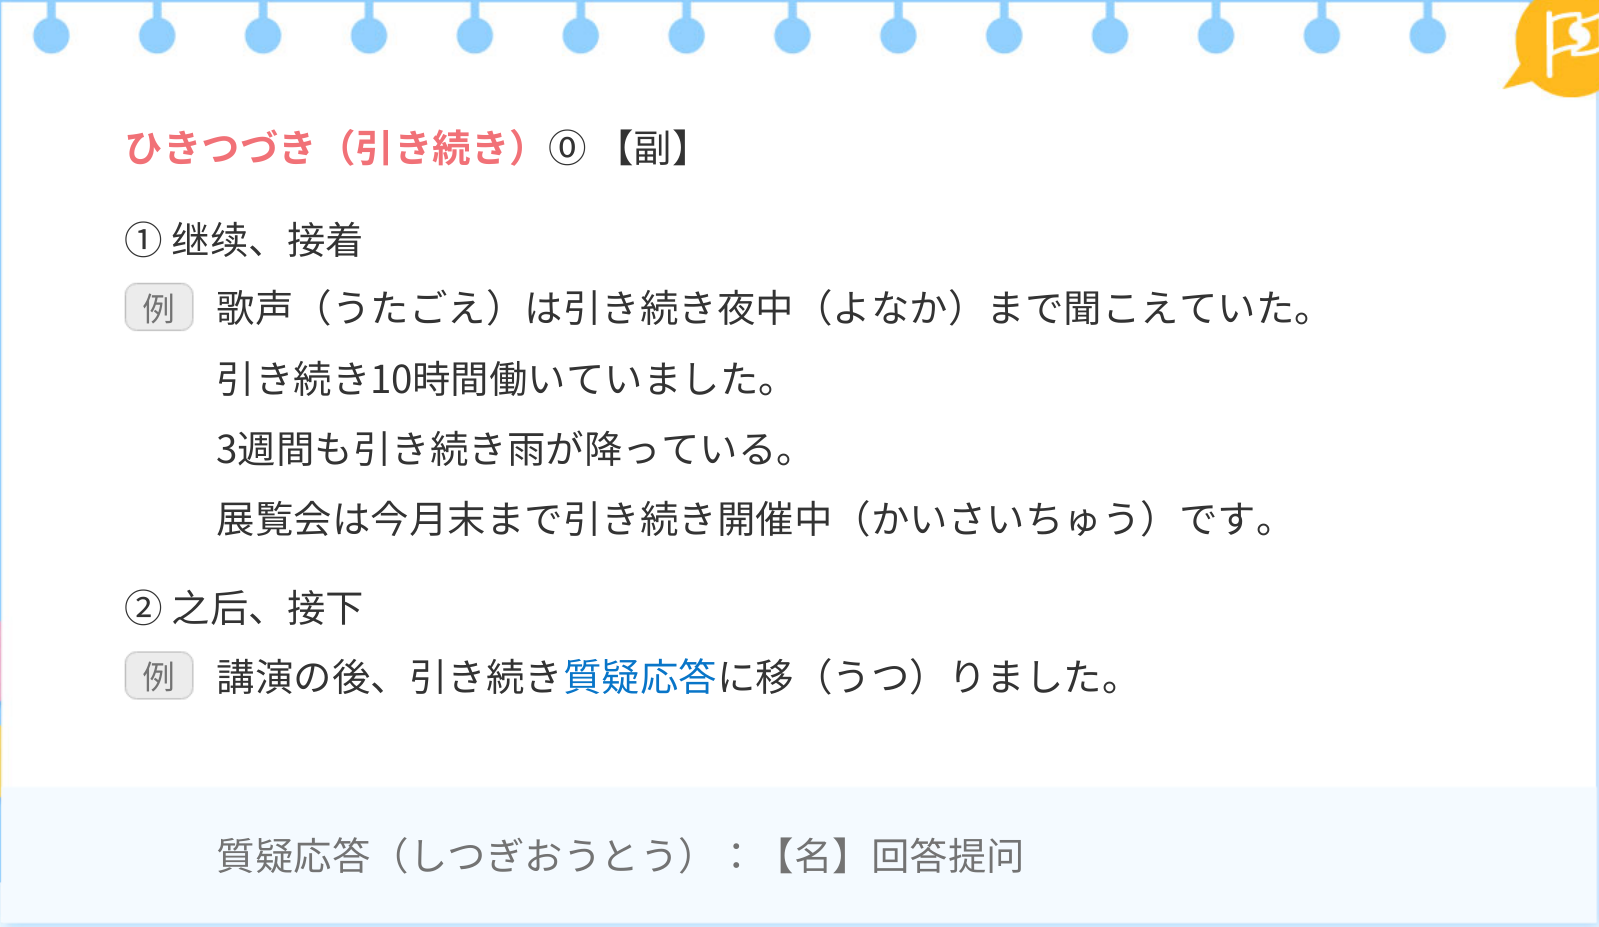 ひきつづき（引き続き）⓪ 【副】
① 继续、接着
例 歌声（うたごえ）は引き続き夜中（よなか）まで聞こえていた。
引き続き10時間働いていました。
3週間も引き続き雨が降っている。
展覧会は今月末まで引き続き開催中（かいさいちゅう）です。
② 之后、接下
例 講演の後、引き続き質疑応答に移（うつ）りました。
質疑応答（しつぎおうとう）：【名】回答提问